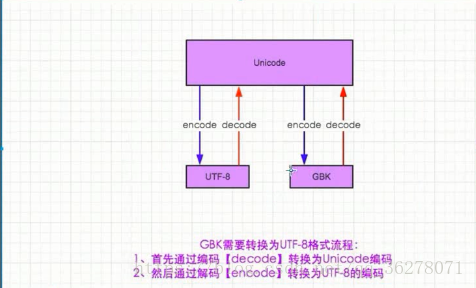 Unicode
encode decode encode decode
UTF-8 GBK
GBK需要转换为UTF-8格式流程:
1、首先通过编码【decode】转换为Unicode编码
2、然后通过解码【encode】转换为UTF-8的编码
36278071